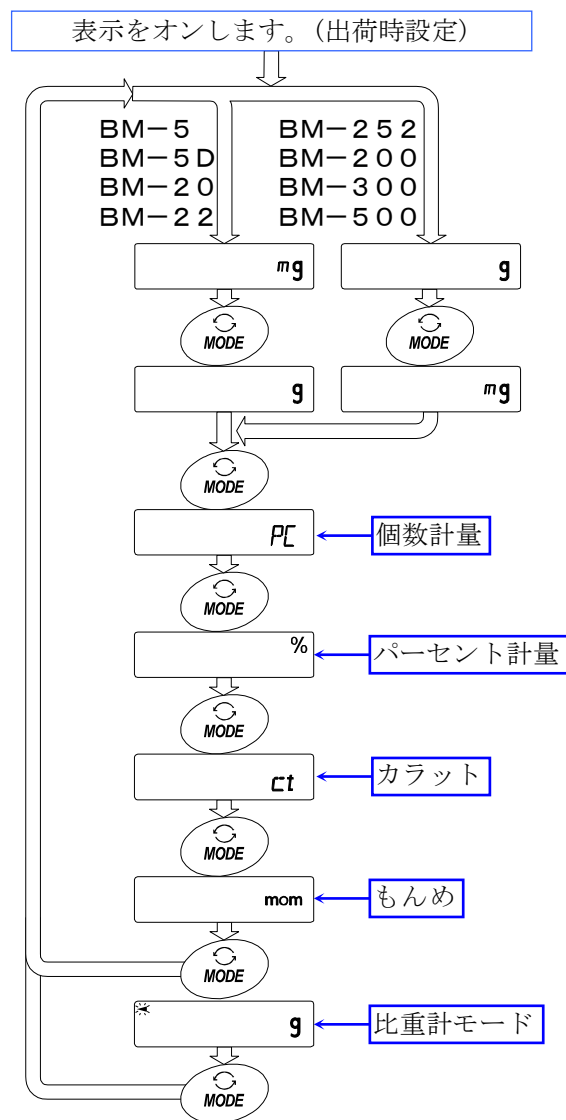 表示をオンします。(出荷時設定)
BM-5
BM-5D
BM-20
BM-22
BM-252
BM-200
BM-300
BM-500
mg
g
MODE
MODE
g
mg
MODE
PC
個数計量
MODE
%
パーセント計量
MODE
ct
カラット
MODE
mom
もんめ
MODE
g
比重計モード
MODE